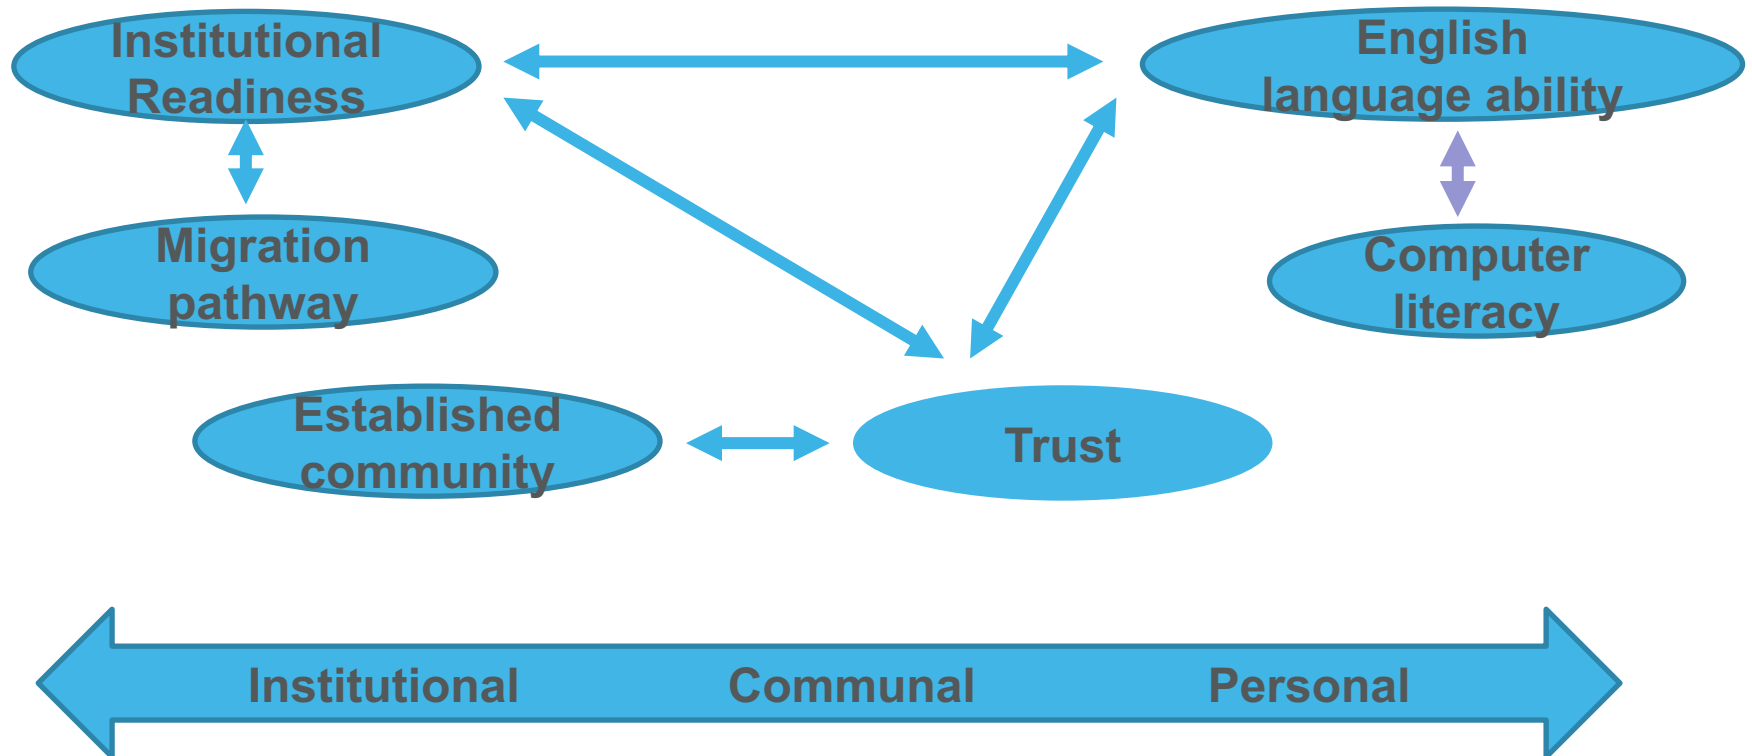 Institutional
Readiness
English
language ability
Migration
pathway
Computer
literacy
Established
community
Trust
Institutional
Communal
Personal